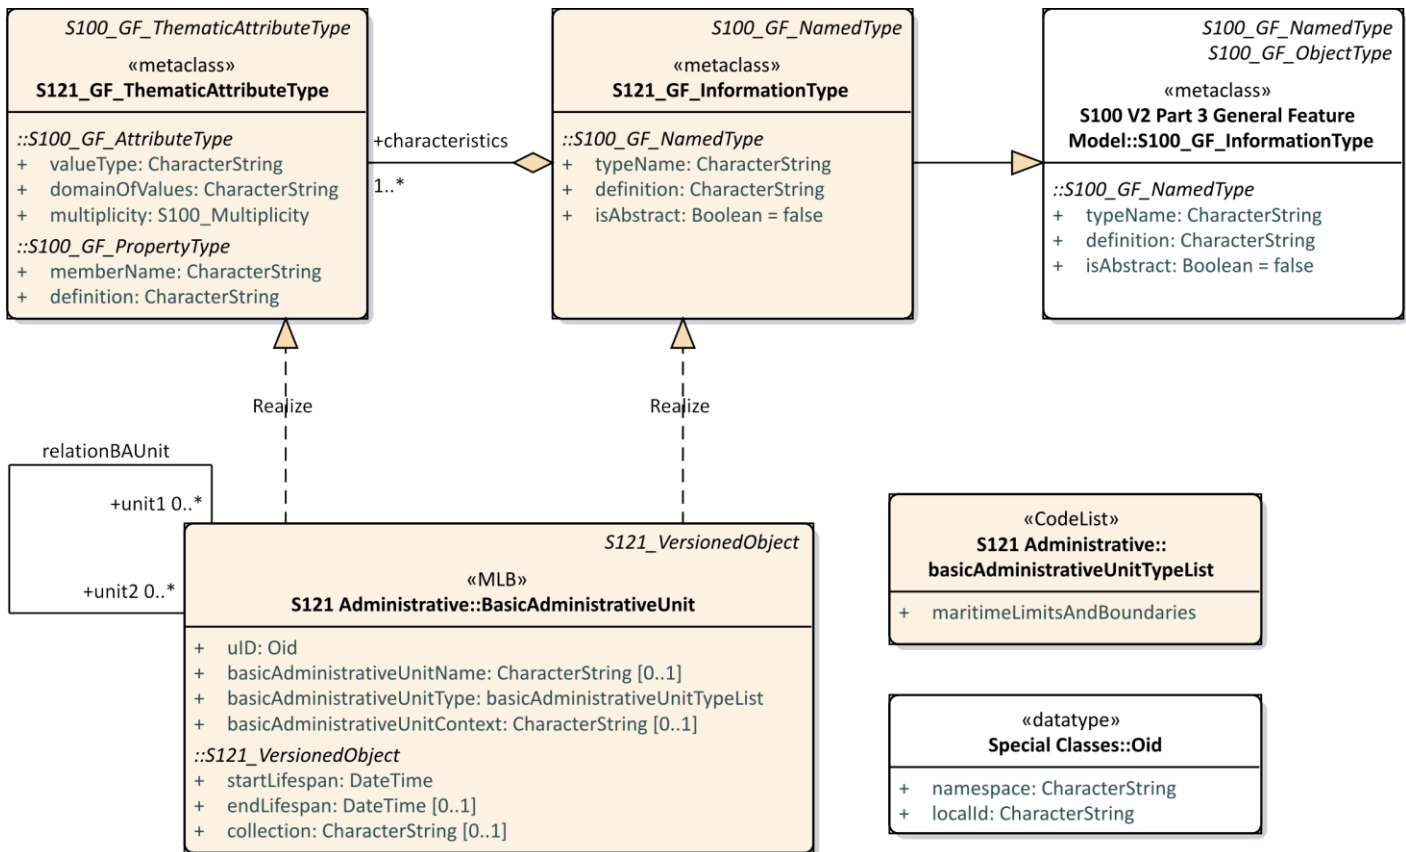 S100_GF_ThematicAttributeType
«metaclass»
S121_GF_ThematicAttributeType
::S100_GF_AttributeType
+ valueType: CharacterString
+ domainOfValues: CharacterString
+ multiplicity: S100_Multiplicity
::S100_GF_PropertyType
+ memberName: CharacterString
+ definition: CharacterString
+characteristics
1..*
S100_GF_NamedType
«metaclass»
S121_GF_InformationType
::S100_GF_NamedType
+ typeName: CharacterString
+ definition: CharacterString
+ isAbstract: Boolean = false
S100_GF_NamedType
S100_GF_ObjectType
«metaclass»
S100 V2 Part 3 General Feature
Model::S100_GF_InformationType
::S100_GF_NamedType
+ typeName: CharacterString
+ definition: CharacterString
+ isAbstract: Boolean = false
Realize
Realize
relationBAUnit
+unit1 0..*
+unit2 0..*
S121_VersionedObject
«MLB»
S121 Administrative::BasicAdministrativeUnit
+ uID: Oid
+ basicAdministrativeUnitName: CharacterString [0..1]
+ basicAdministrativeUnitType: basicAdministrativeUnitTypeList
+ basicAdministrativeUnitContext: CharacterString [0..1]
::S121_VersionedObject
+ startLifespan: DateTime
+ endLifespan: DateTime [0..1]
+ collection: CharacterString [0..1]
«CodeList»
S121 Administrative::
basicAdministrativeUnitTypeList
+ maritimeLimitsAndBoundaries
«datatype»
Special Classes::Oid
+ namespace: CharacterString
+ localId: CharacterString